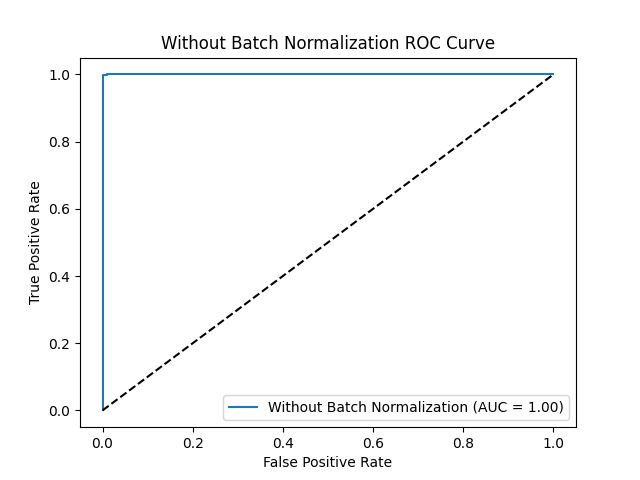 Without Batch Normalization ROC Curve
True Positive Rate
1.0
0.8
0.6
0.4
0.2
0.0
Without Batch Normalization (AUC = 1.00)
0.0 0.2 0.4 0.6 0.8 1.0
False Positive Rate